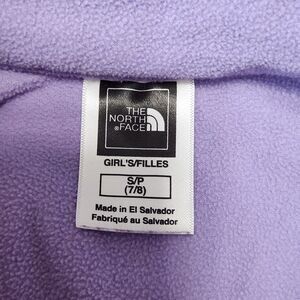 THE
NORTH
®FACE
GIRL'S/FILLES
S/P
(7/8)
Made in El Salvador
Fabriqué au Salvador